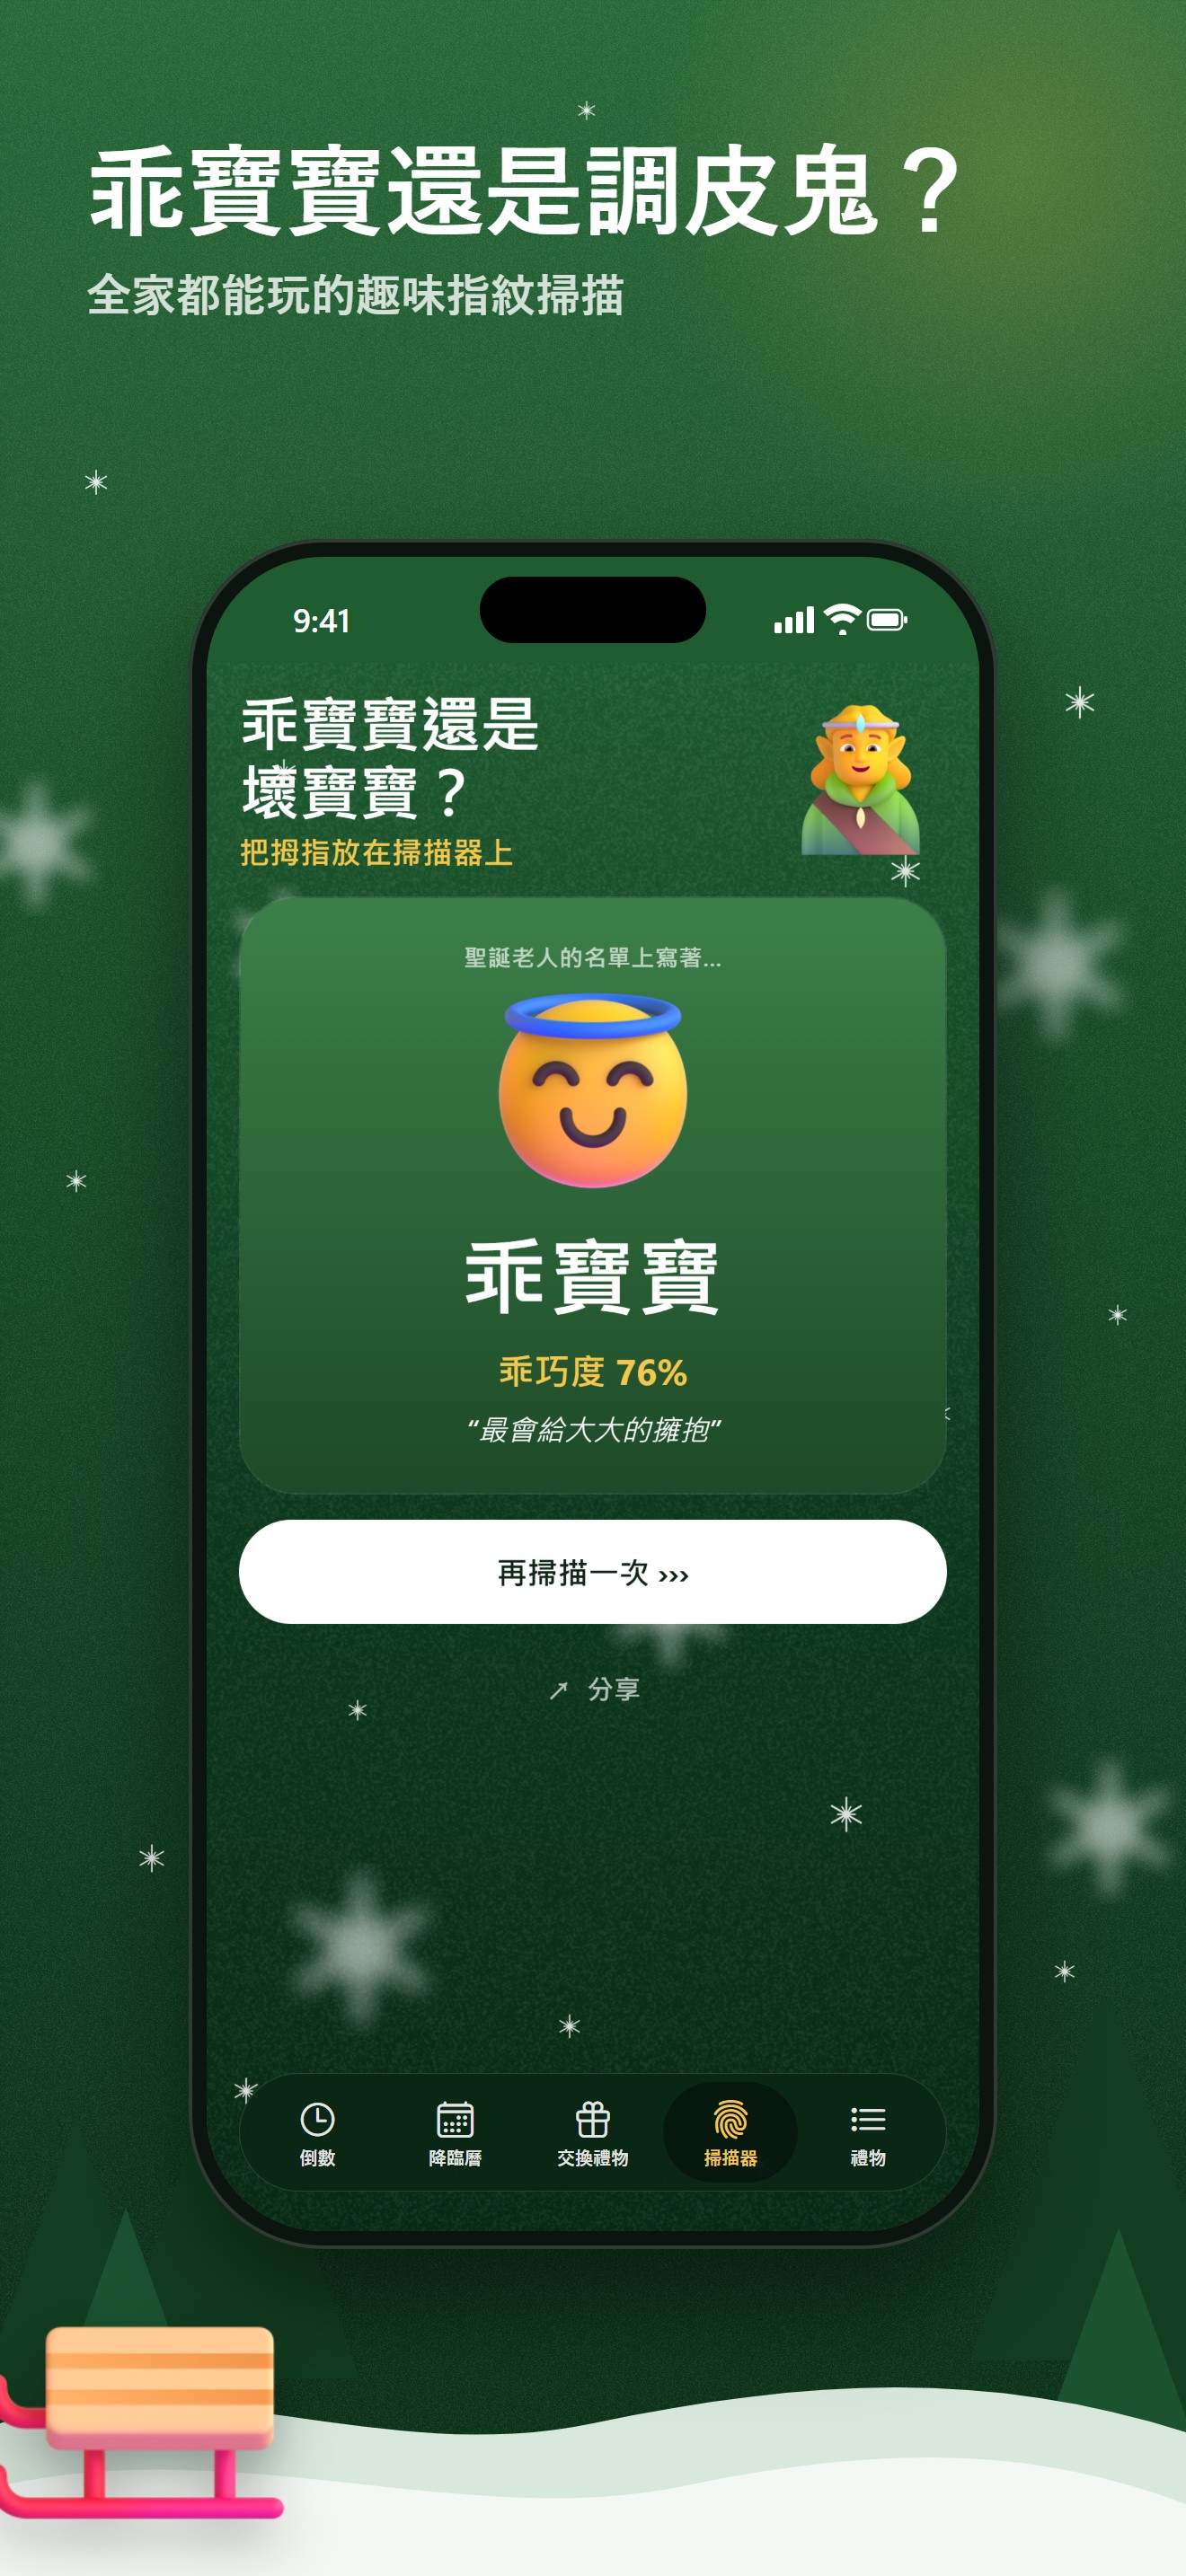 乖寶寶還是調皮鬼？
全家都能玩的趣味指紋掃描
9:41
乖寶寶還是
壞寶寶？
把拇指放在掃描器上
聖誕老人的名單上寫著...
乖寶寶
乖巧度 76%
“最會給大大的擁抱”
再掃描一次 ›››
↗ 分享
倒數 降臨曆 交換禮物 掃描器 禮物